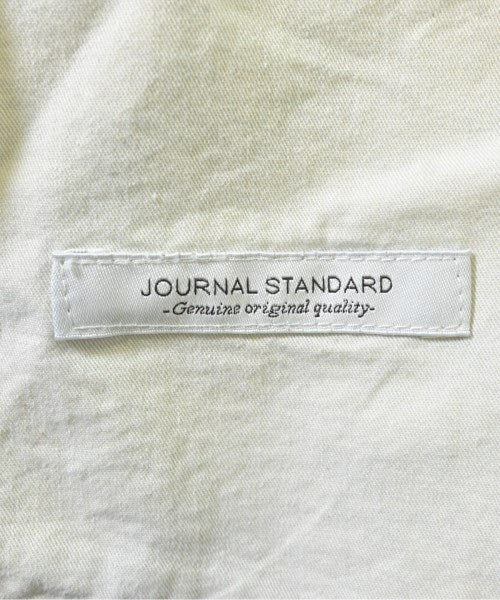 JOURNAL STANDARD
-Genuine original quality-